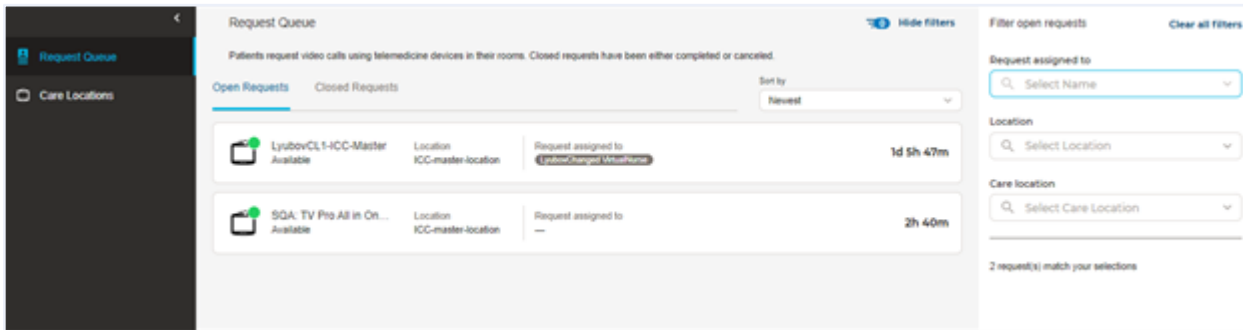 Request Queue
Care Locations
Request Queue
Hide filters
Patients request video calls using telemedicine devices in their rooms. Closed requests have been either completed or canceled.
Open Requests
Closed Requests
Sort by
Newest
LyubovCL1-ICC-Master
Available
Location
ICC-master-location
Request assigned to
LyubovChanged VirtualNurse
1d 5h 47m
SQA: TV Pro All in On...
Available
Location
ICC-master-location
Request assigned to
—
2h 40m
Filter open requests
Clear all filters
Request assigned to
Select Name
Location
Select Location
Care location
Select Care Location
2 request(s) match your selections